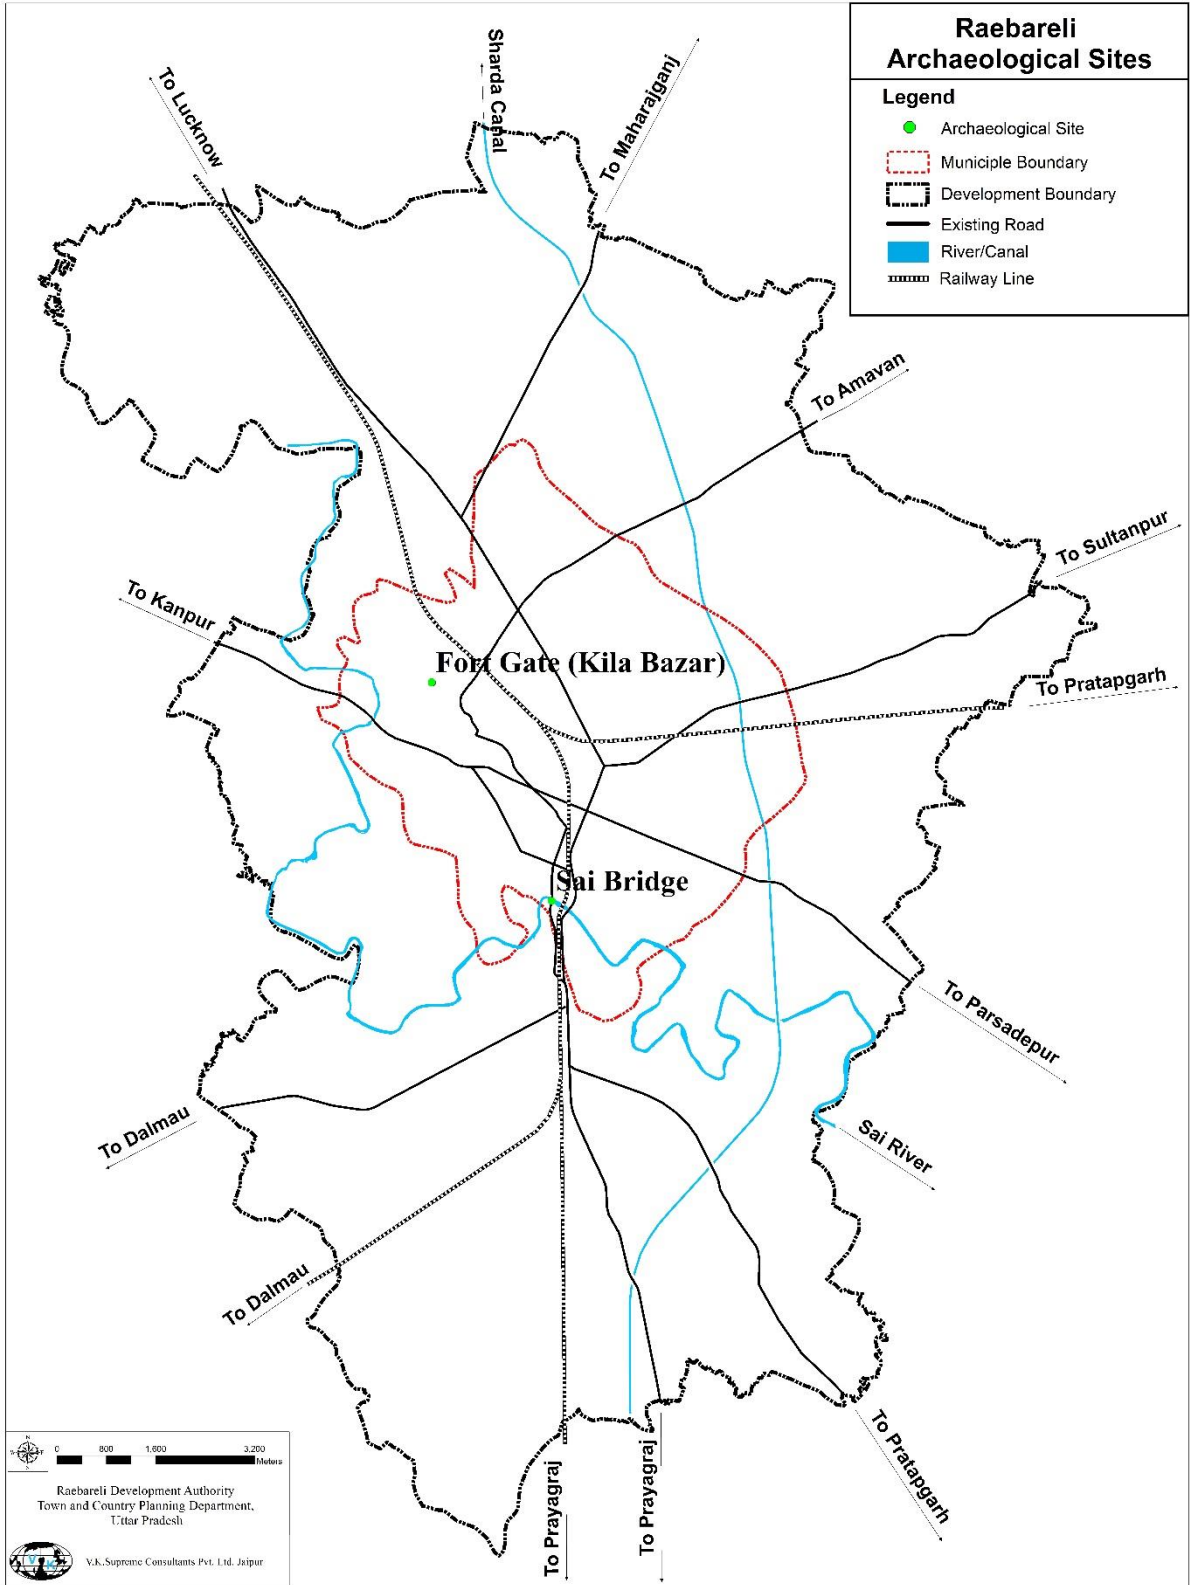 Raebareli
Archaeological Sites
Legend
Archaeological Site
Municiple Boundary
Development Boundary
Existing Road
River/Canal
Railway Line
To Lucknow
Sharda Canal
To Maharajganj
To Amavan
To Sultanpur
To Kanpur
Fort Gate (Kila Bazar)
To Pratapgarh
Sai Bridge
To Parsadepur
To Dalmau
Sai River
To Dalmau
To Pratapgarh
To Prayagraj
To Prayagraj
N
0 800 1,600 3,200
Meters
Raebareli Development Authority
Town and Country Planning Department,
Uttar Pradesh
V K
V.K.Supreme Consultants Pvt. Ltd. Jaipur